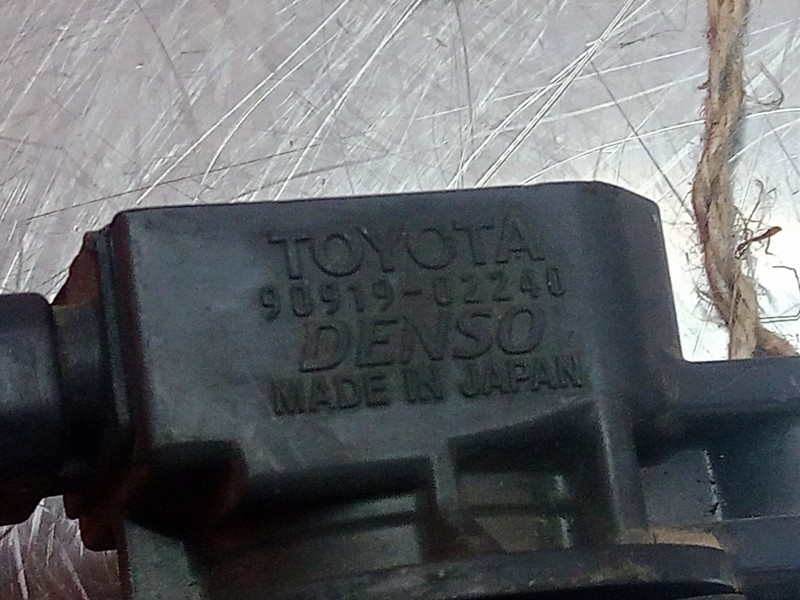 TOYOTA
90919-02240
DENSO
MADE IN JAPAN